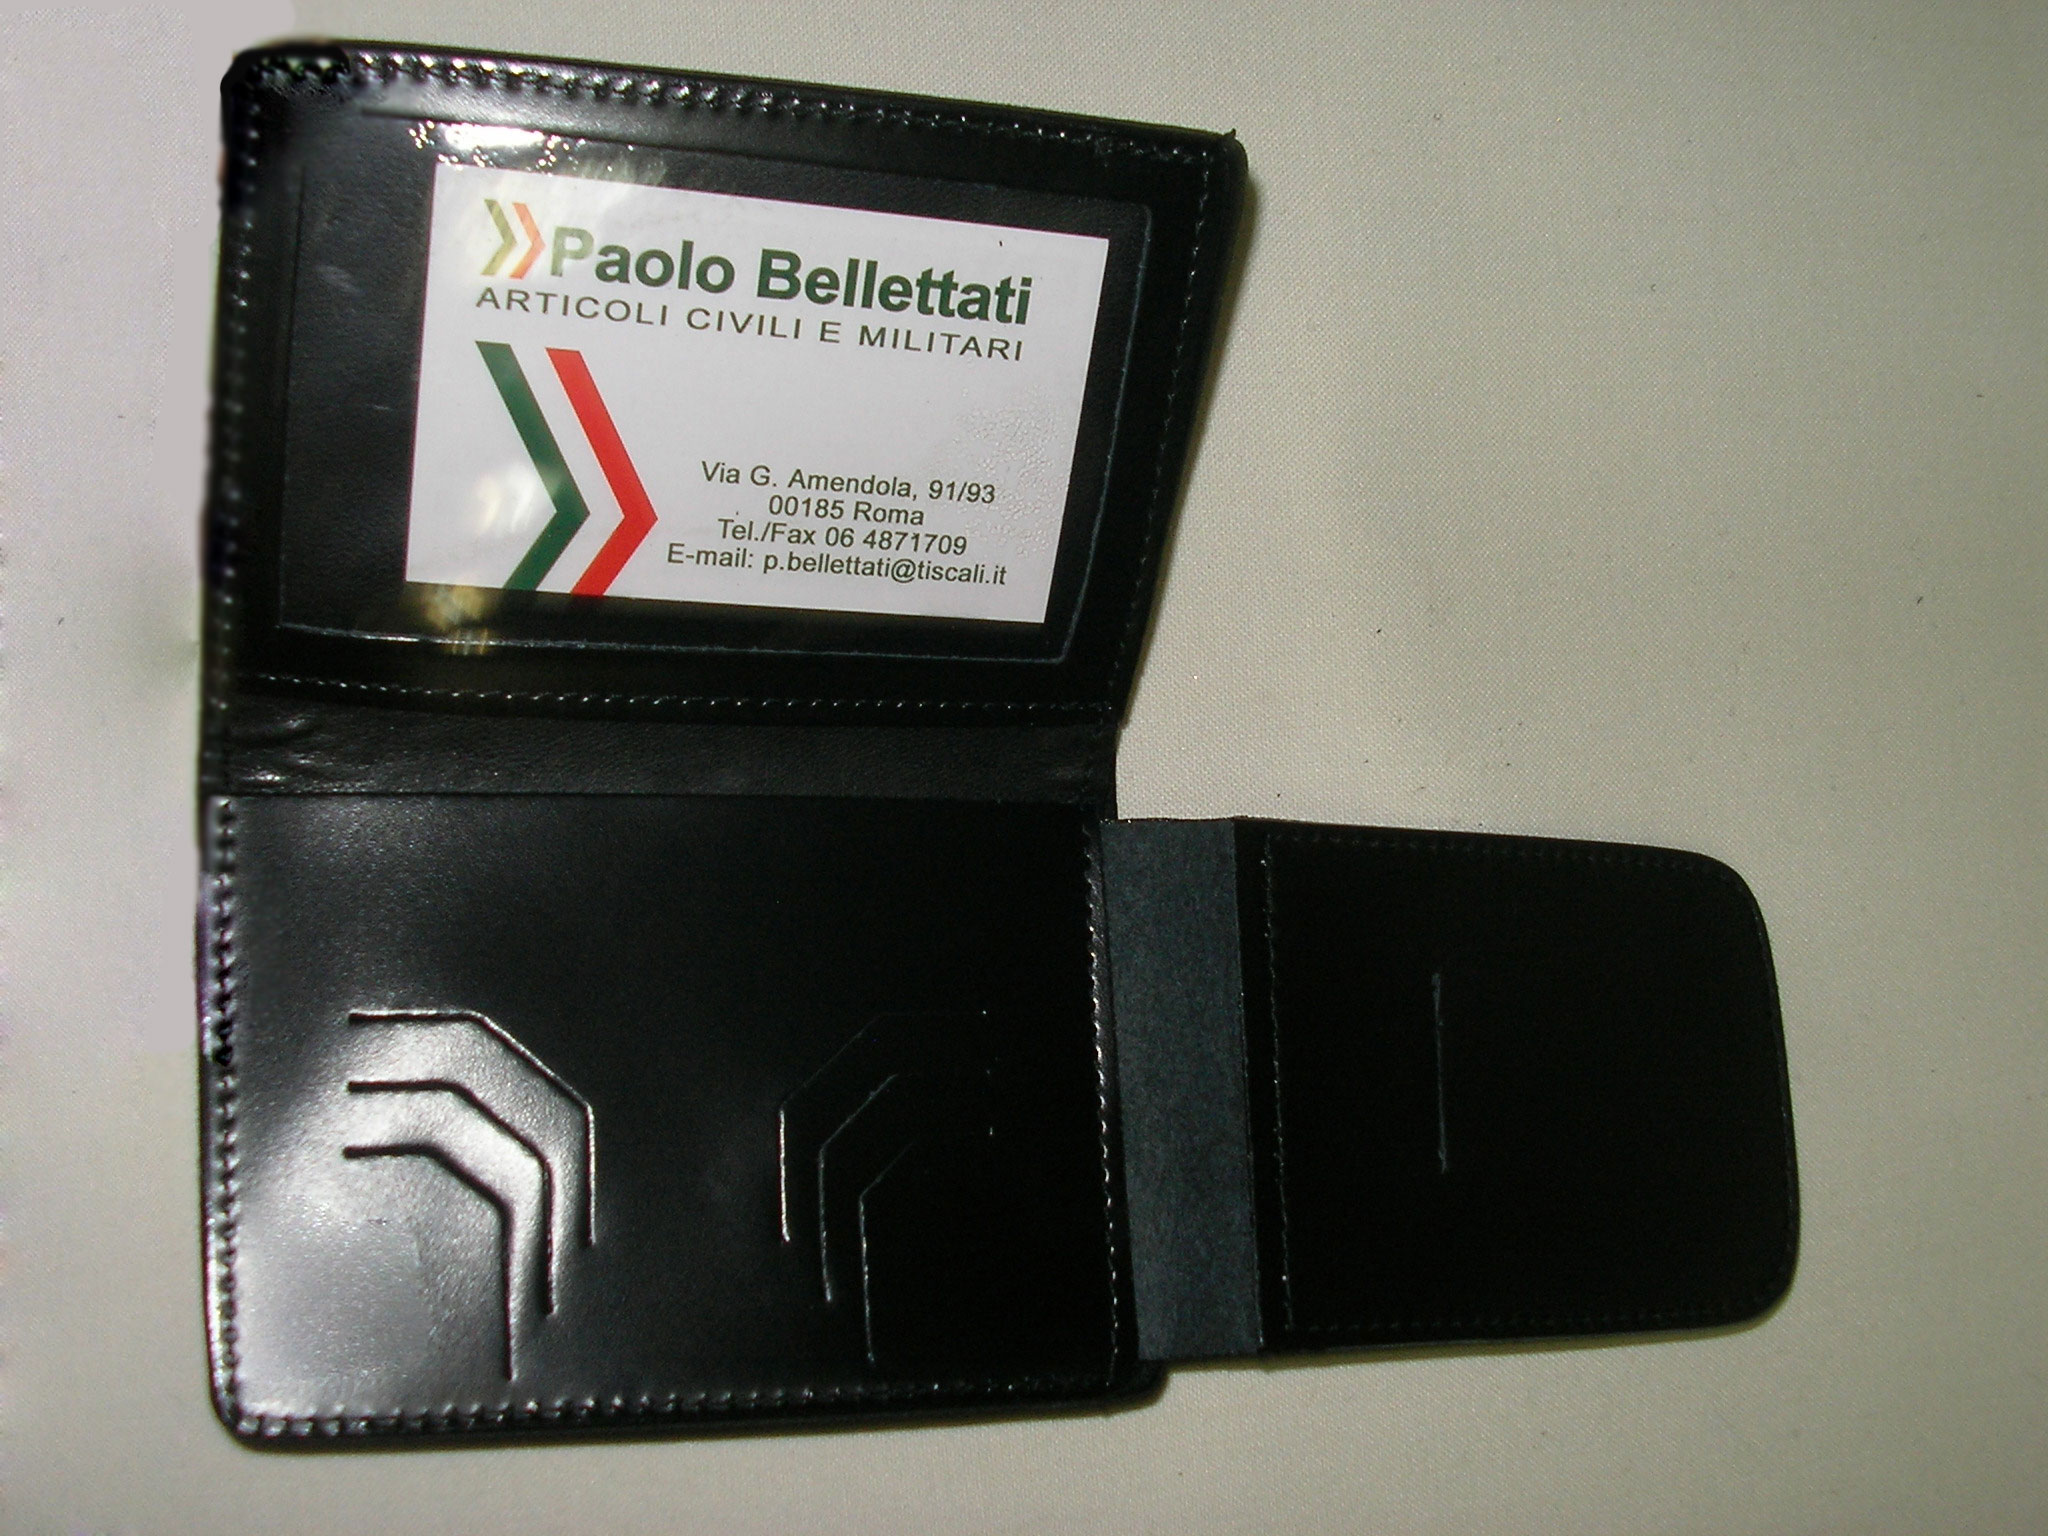 Paolo Bellettati
ARTICOLI CIVILI E MILITARI
Via G. Amendola, 91/93
00185 Roma
Tel./Fax 06 4871709
E-mail: p.bellettati@tiscali.it